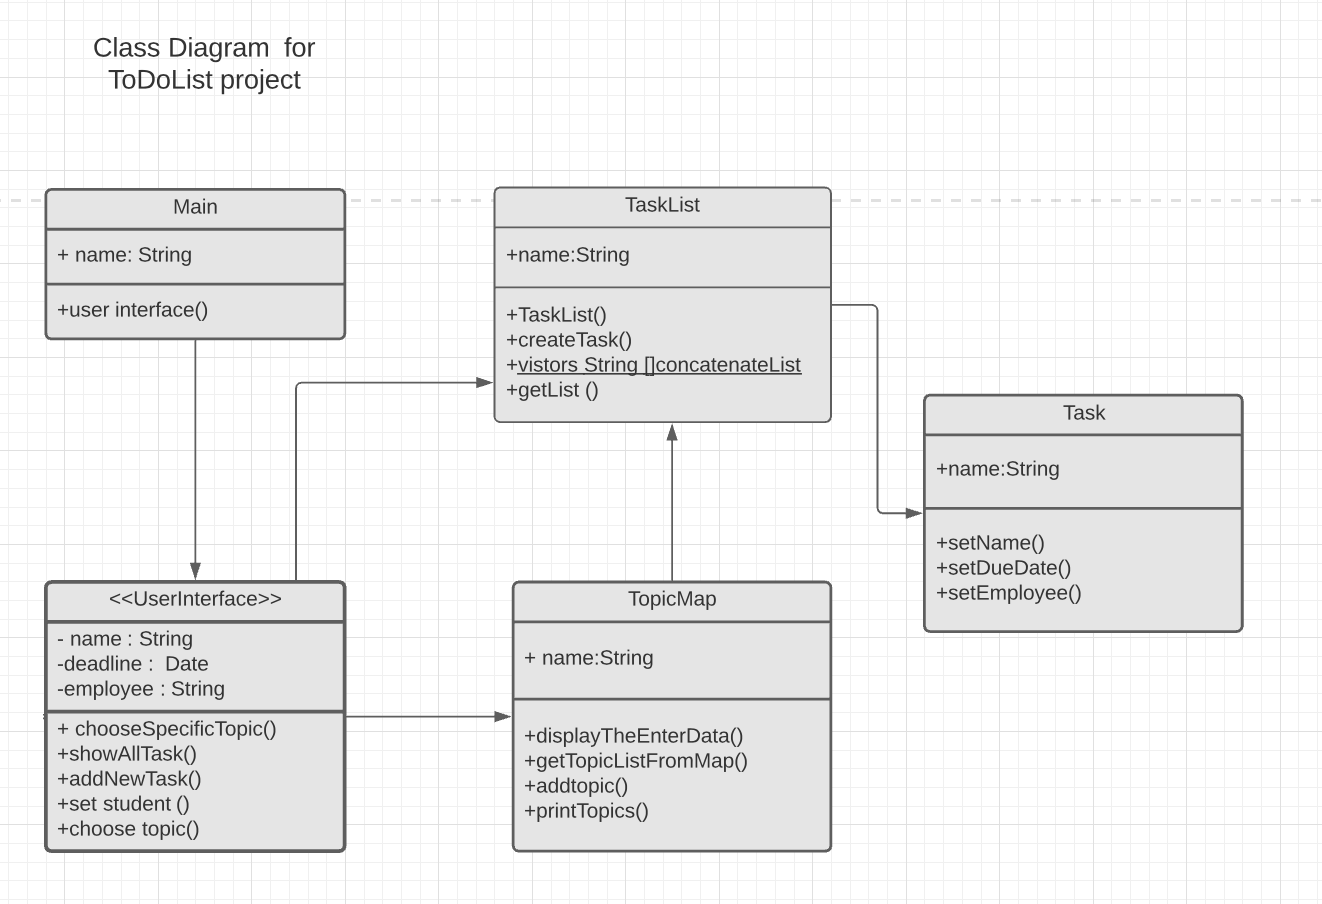 Class Diagram  for
ToDoList project
Main
+ name: String
+user interface()
TaskList
+name:String
+TaskList()
+createTask()
+vistors String []concatenateList
+getList ()
Task
+name:String
+setName()
+setDueDate()
+setEmployee()
<<UserInterface>>
- name : String
-deadline :  Date
-employee : String
+ chooseSpecificTopic()
+showAllTask()
+addNewTask()
+set student ()
+choose topic()
TopicMap
+ name:String
+displayTheEnterData()
+getTopicListFromMap()
+addtopic()
+printTopics()